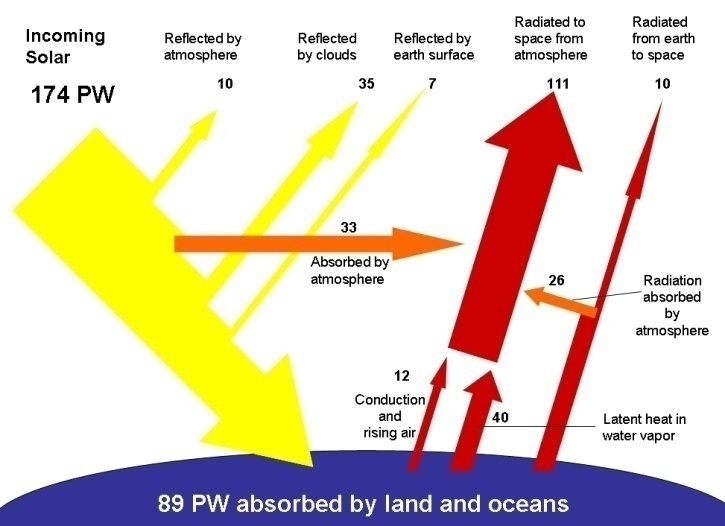 Incoming
Solar
174 PW
Reflected by
atmosphere
10
Reflected
by clouds
35
Reflected by
earth surface
7
Radiated to
space from
atmosphere
111
Radiated
from earth
to space
10
33
Absorbed by
atmosphere
26
Radiation
absorbed
by
atmosphere
12
Conduction
and
rising air
40
Latent heat in
water vapor
89 PW absorbed by land and oceans